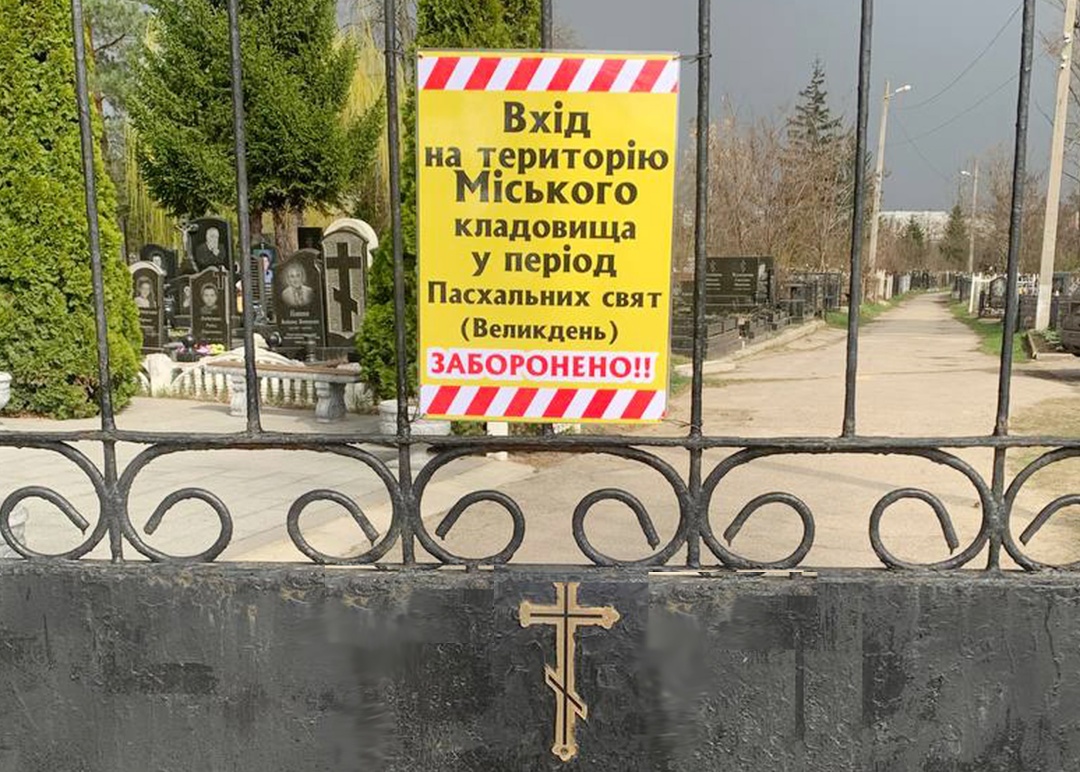 Вхід
на територію
Міського
кладовища
у період
Пасхальних свят
(Великдень)
ЗАБОРОНЕНО!!